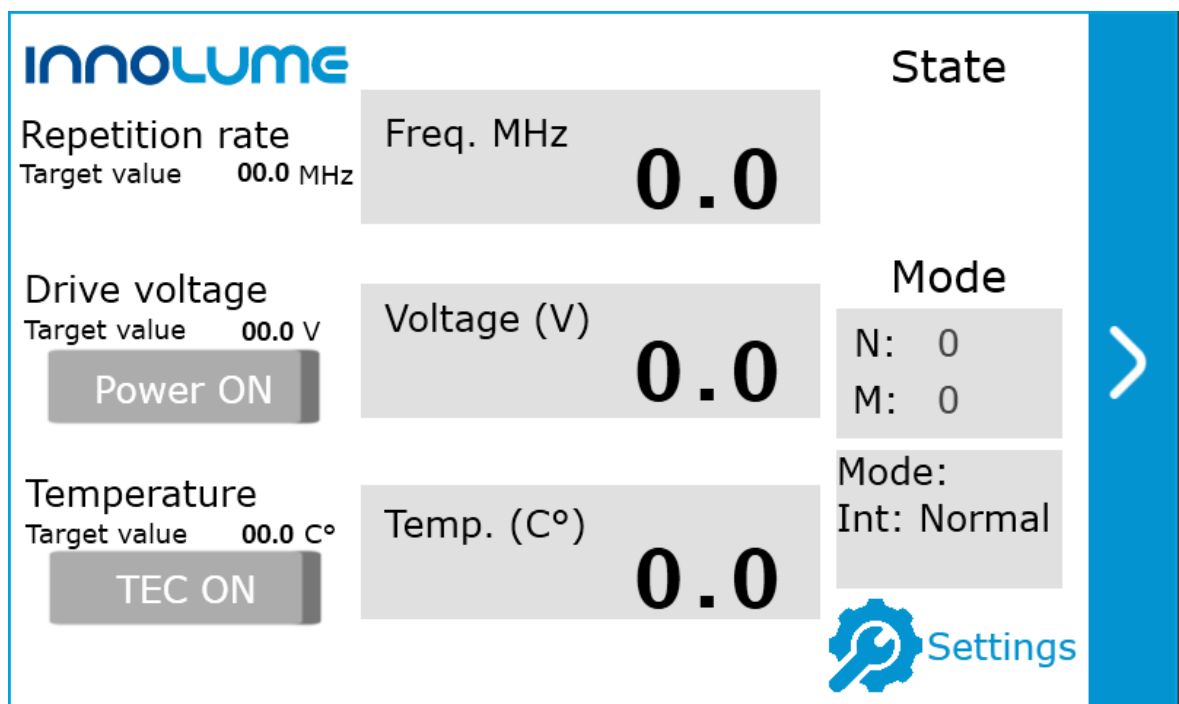 INNOLUME
State
Repetition rate
Target value 00.0 MHz
Freq. MHz
0.0
Drive voltage
Target value 00.0 V
Power ON
Voltage (V)
0.0
Mode
N: 0
M: 0
Mode:
Int: Normal
Temperature
Target value 00.0 C°
TEC ON
Temp. (C°)
0.0
Settings